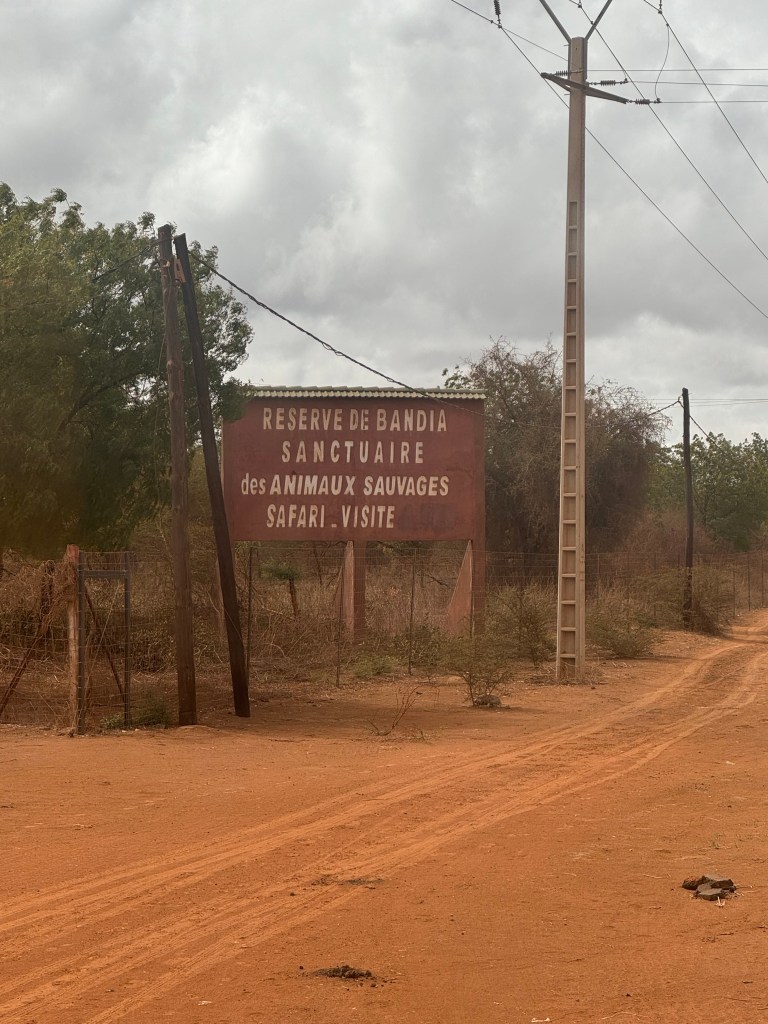 RESERVE DE BANDIA
SANCTUAIRE
des ANIMAUX SAUVAGES
SAFARI_VISITE